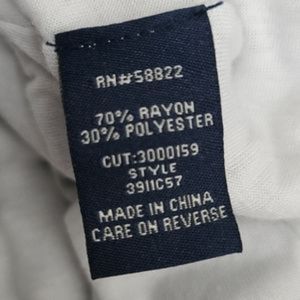 RN#58822
70% RAYON
30% POLYESTER
CUT:3000159
STYLE
3911C57
MADE IN CHINA
CARE ON REVERSE